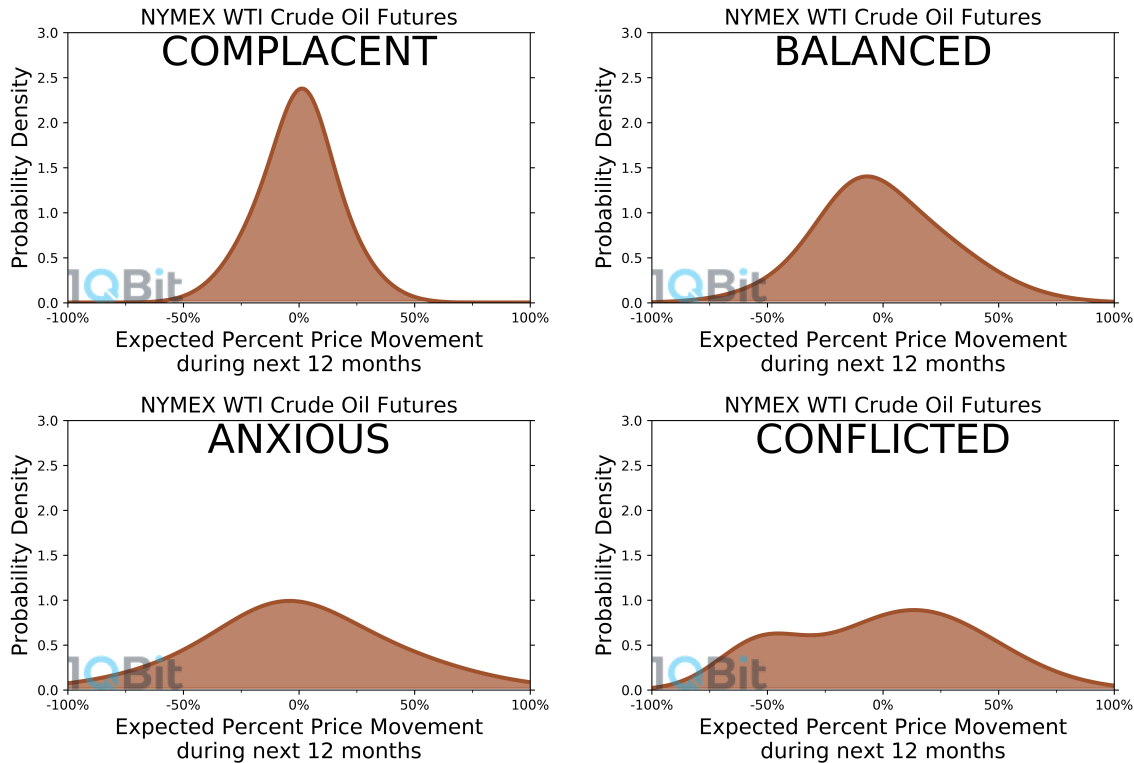 NYMEX WTI Crude Oil Futures
COMPLACENT
3.0
2.5
2.0
1.5
1.0
0.5
0.0
Probability Density
1QBit
-100%
-50%
0%
50%
100%
Expected Percent Price Movement
during next 12 months
NYMEX WTI Crude Oil Futures
BALANCED
3.0
2.5
2.0
1.5
1.0
0.5
0.0
Probability Density
1QBit
-100%
-50%
0%
50%
100%
Expected Percent Price Movement
during next 12 months
NYMEX WTI Crude Oil Futures
ANXIOUS
3.0
2.5
2.0
1.5
1.0
0.5
0.0
Probability Density
1QBit
-100%
-50%
0%
50%
100%
Expected Percent Price Movement
during next 12 months
NYMEX WTI Crude Oil Futures
CONFLICTED
3.0
2.5
2.0
1.5
1.0
0.5
0.0
Probability Density
1QBit
-100%
-50%
0%
50%
100%
Expected Percent Price Movement
during next 12 months